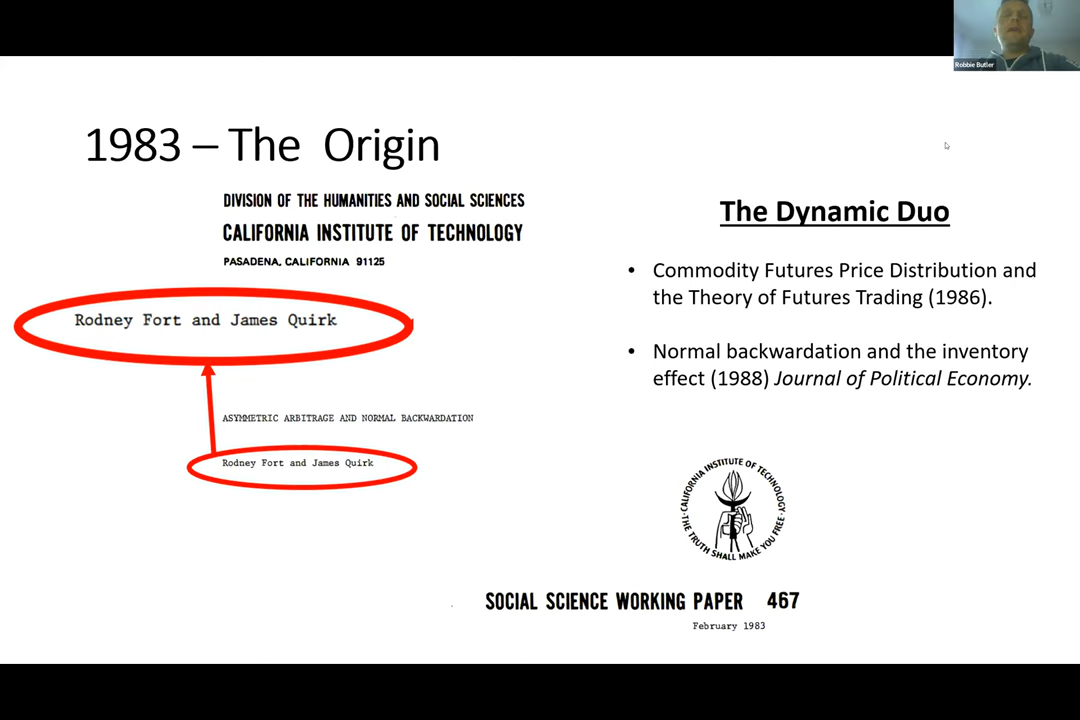 Robbie Butler
1983 – The Origin
DIVISION OF THE HUMANITIES AND SOCIAL SCIENCES
CALIFORNIA INSTITUTE OF TECHNOLOGY
PASADENA, CALIFORNIA 91125
Rodney Fort and James Quirk
ASYMMETRIC ARBITRAGE AND NORMAL BACKWARDATION
Rodney Fort and James Quirk
The Dynamic Duo
• Commodity Futures Price Distribution and
the Theory of Futures Trading (1986).
• Normal backwardation and the inventory
effect (1988) Journal of Political Economy.
·CALIFORNIA INSTITUTE OF TECHNOLOGY·
THE TRUTH SHALL MAKE YOU FREE
SOCIAL SCIENCE WORKING PAPER 467
February 1983